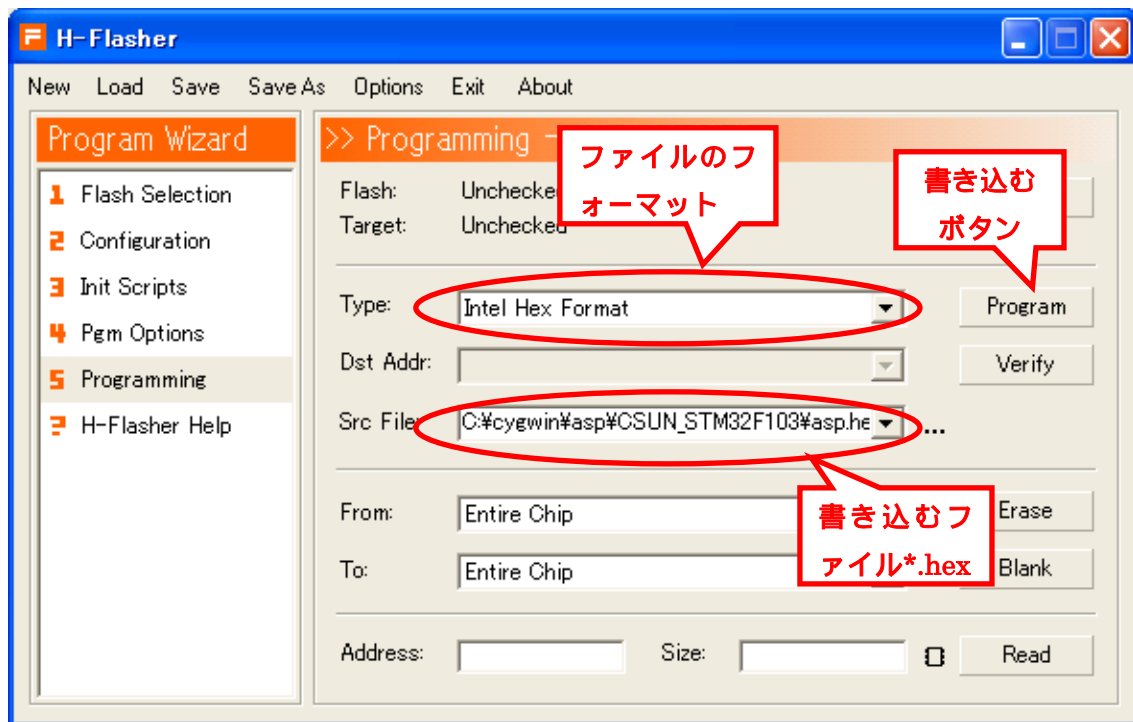 H-Flasher
New Load Save Save As Options Exit About
Program Wizard
1 Flash Selection
2 Configuration
3 Init Scripts
4 Pgm Options
5 Programming
? H-Flasher Help
>> Programming
ファイルのフ
ォーマット
書き込む
ボタン
Flash: Unchecked
Target: Unchecked
Type: Intel Hex Format Program
Dst Addr: Verify
Src File: C:¥cygwin¥asp¥CSUN_STM32F103¥asp.he ...
書き込むフ
ァイル*.hex
From: Entire Chip Erase
To: Entire Chip Blank
Address: Size: Read